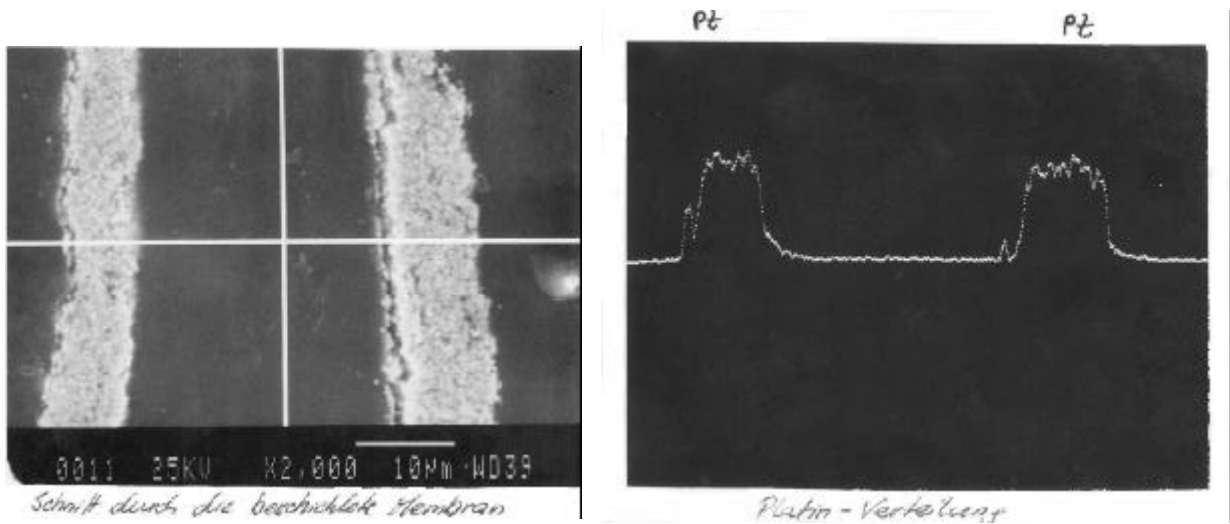 Pt
Pt
0011 25KV X2,000 10µm WD39
Schnitt durch die beschichtete Membran
Platin-Verteilung